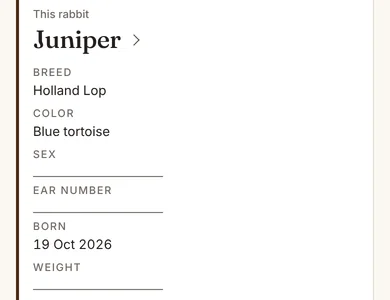 This rabbit
Juniper
BREED
Holland Lop
COLOR
Blue tortoise
SEX
EAR NUMBER
BORN
19 Oct 2026
WEIGHT